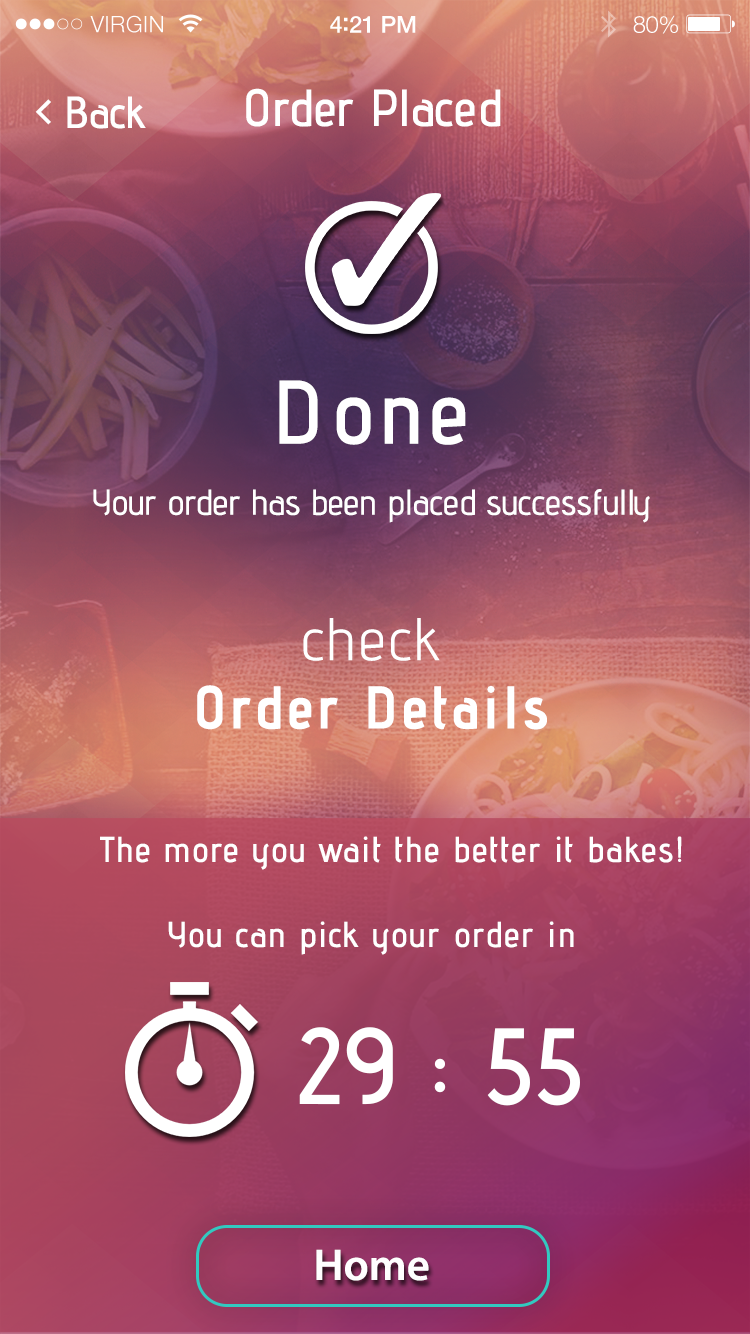 VIRGIN 4:21 PM 80%
< Back Order Placed
Done
Your order has been placed successfully
check
Order Details
The more you wait the better it bakes!
You can pick your order in
29 : 55
Home